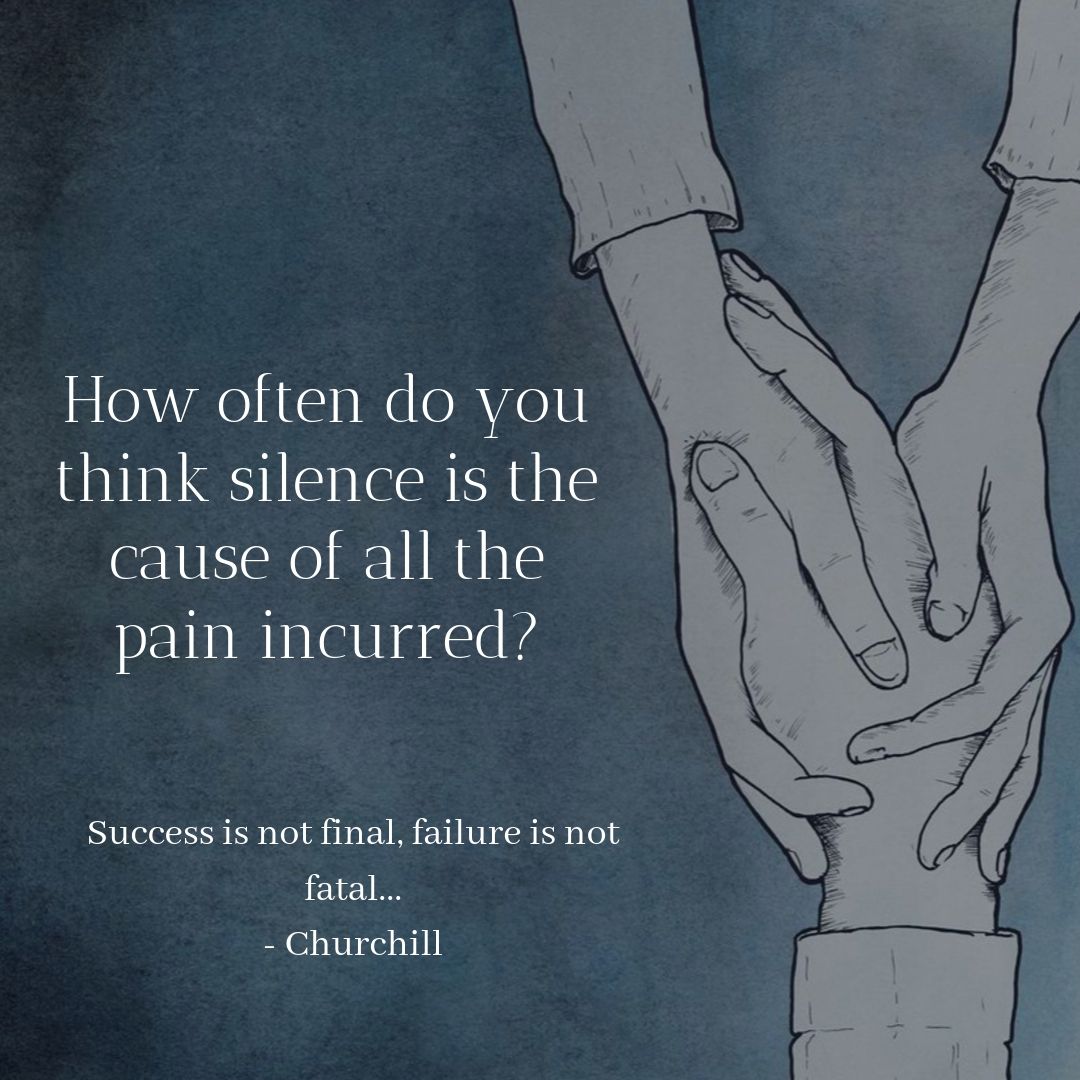 How often do you
think silence is the
cause of all the
pain incurred?
Success is not final, failure is not
fatal...
- Churchill